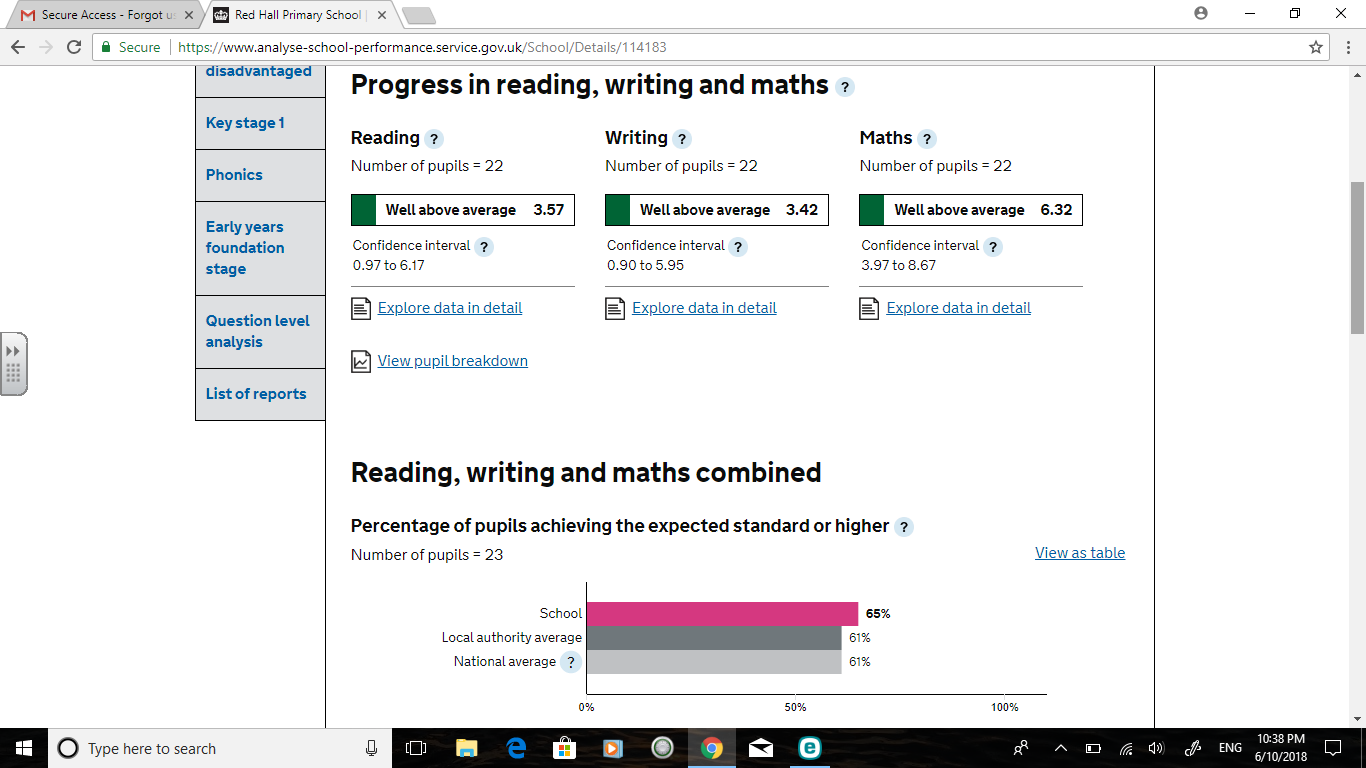 Secure Access - Forgot us
Red Hall Primary School |
Secure
https://www.analyse-school-performance.service.gov.uk/School/Details/114183
disadvantaged
Key stage 1
Phonics
Early years
foundation
stage
Question level
analysis
List of reports
Progress in reading, writing and maths ?
Reading ?
Number of pupils = 22
Well above average 3.57
Confidence interval ?
0.97 to 6.17
Explore data in detail
Writing ?
Number of pupils = 22
Well above average 3.42
Confidence interval ?
0.90 to 5.95
Explore data in detail
Maths ?
Number of pupils = 22
Well above average 6.32
Confidence interval ?
3.97 to 8.67
Explore data in detail
View pupil breakdown
Reading, writing and maths combined
Percentage of pupils achieving the expected standard or higher ?
Number of pupils = 23
View as table
School 65%
Local authority average 61%
National average ? 61%
0% 50% 100%
Type here to search
ENG
10:38 PM
6/10/2018